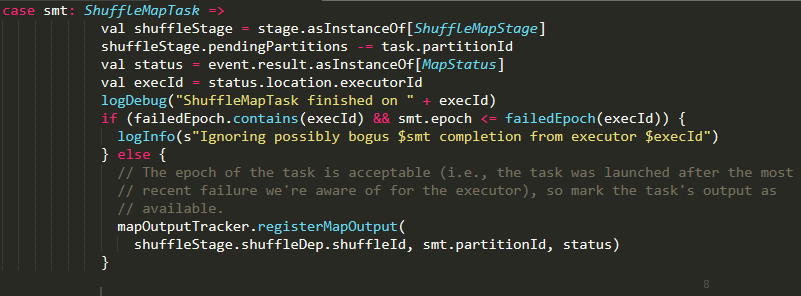 case smt: ShuffleMapTask =>
val shuffleStage = stage.asInstanceOf[ShuffleMapStage]
shuffleStage.pendingPartitions -= task.partitionId
val status = event.result.asInstanceOf[MapStatus]
val execId = status.location.executorId
logDebug("ShuffleMapTask finished on " + execId)
if (failedEpoch.contains(execId) && smt.epoch <= failedEpoch(execId)) {
logInfo(s"Ignoring possibly bogus $smt completion from executor $execId")
} else {
// The epoch of the task is acceptable (i.e., the task was launched after the most
// recent failure we're aware of for the executor), so mark the task's output as
// available.
mapOutputTracker.registerMapOutput(
shuffleStage.shuffleDep.shuffleId, smt.partitionId, status)
}
8